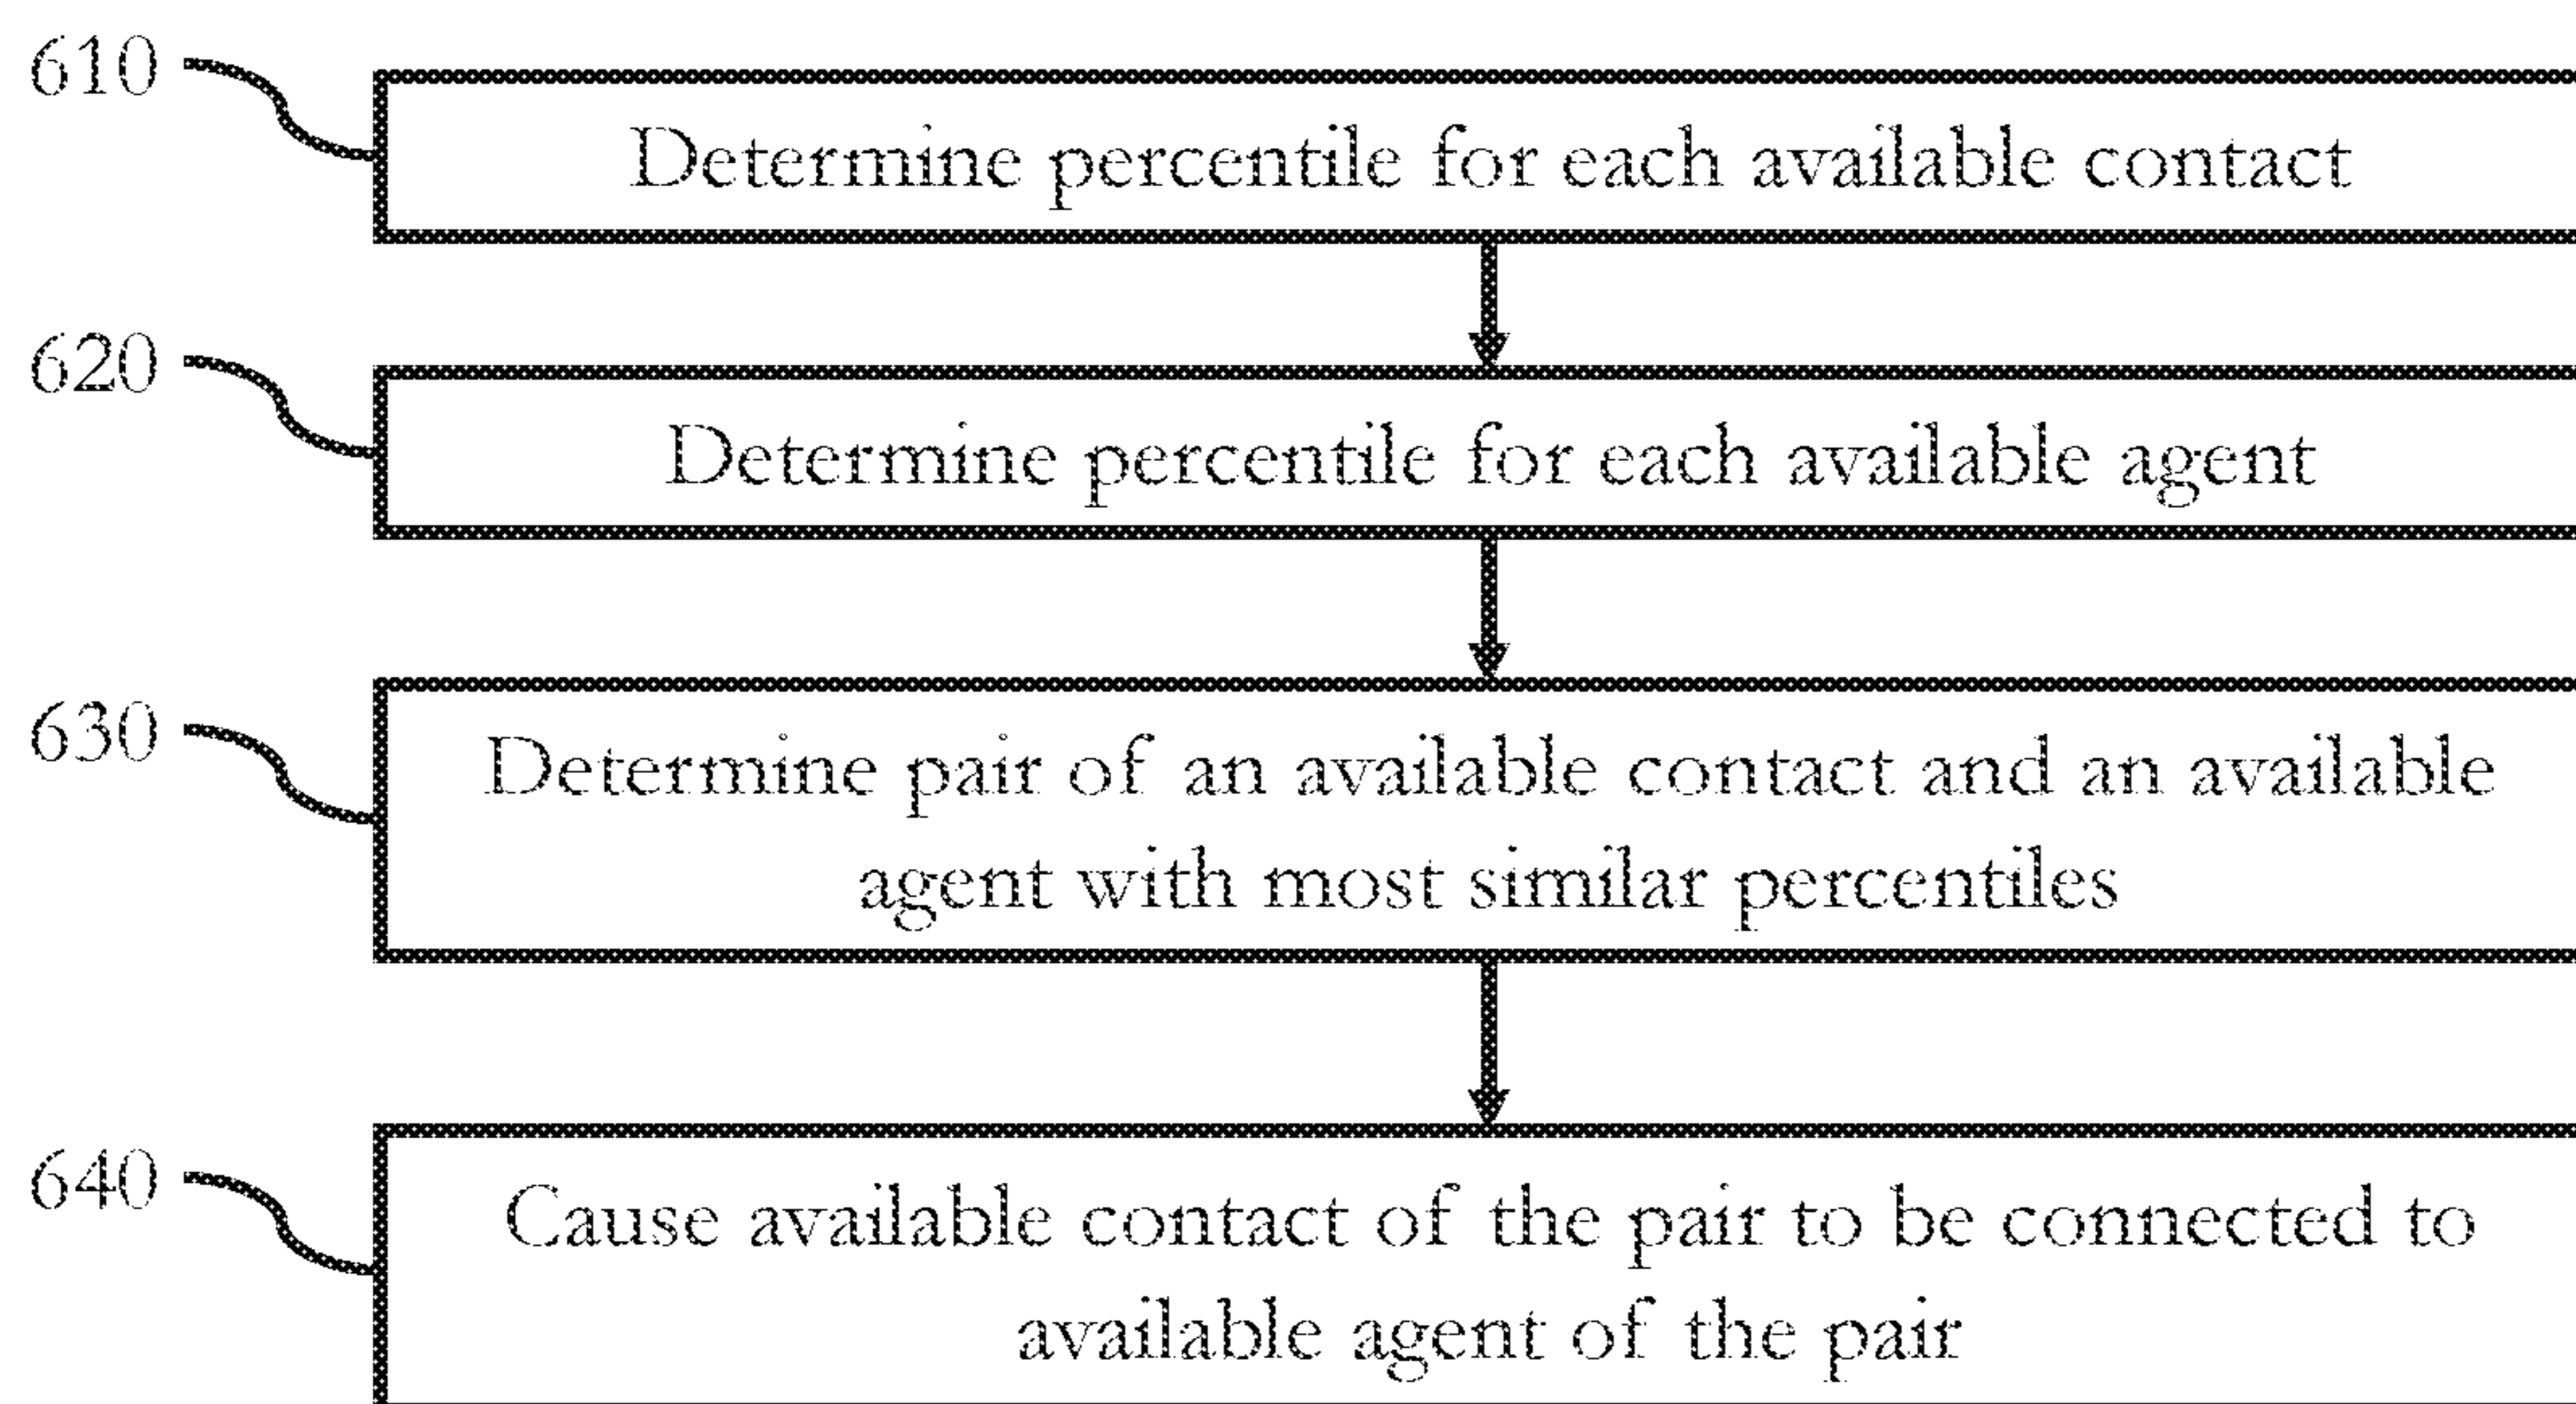 610
Determine percentile for each available contact
620
Determine percentile for each available agent
630
Determine pair of an available contact and an available
agent with most similar percentiles
640
Cause available contact of the pair to be connected to
available agent of the pair